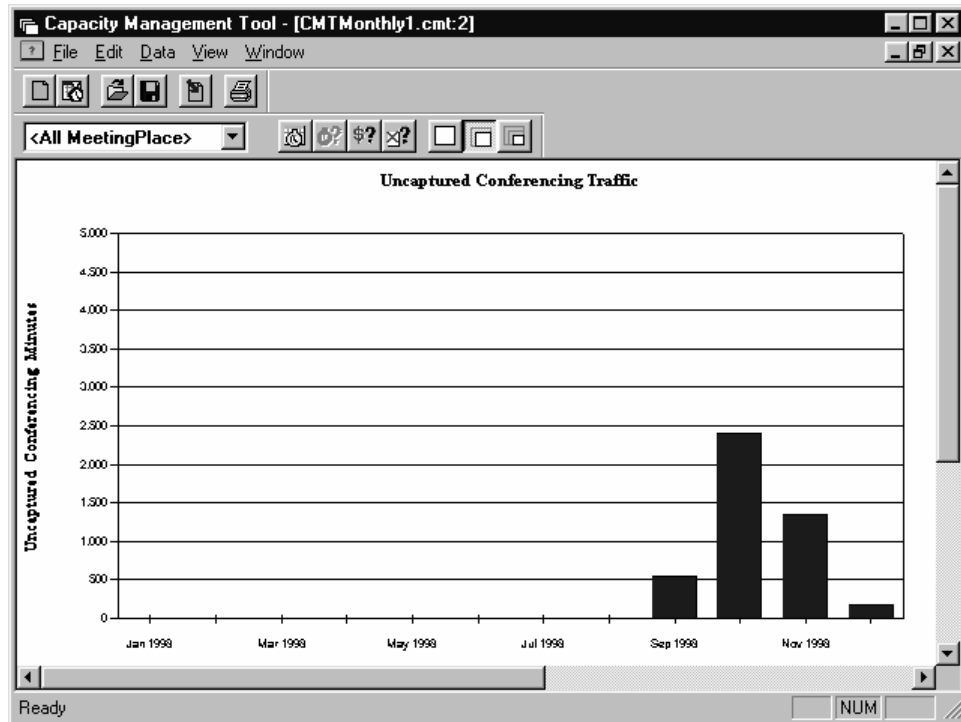 Capacity Management Tool - [CMTMonthly1.cmt:2]
File Edit Data View Window
<All MeetingPlace>
$?
Uncaptured Conferencing Traffic
Uncaptured Conferencing Minutes
5.000
4.500
4.000
3.500
3.000
2.500
2.000
1.500
1.000
500
0
Jan 1998
Mar 1998
May 1998
Jul 1998
Sep 1998
Nov 1998
Ready
NUM